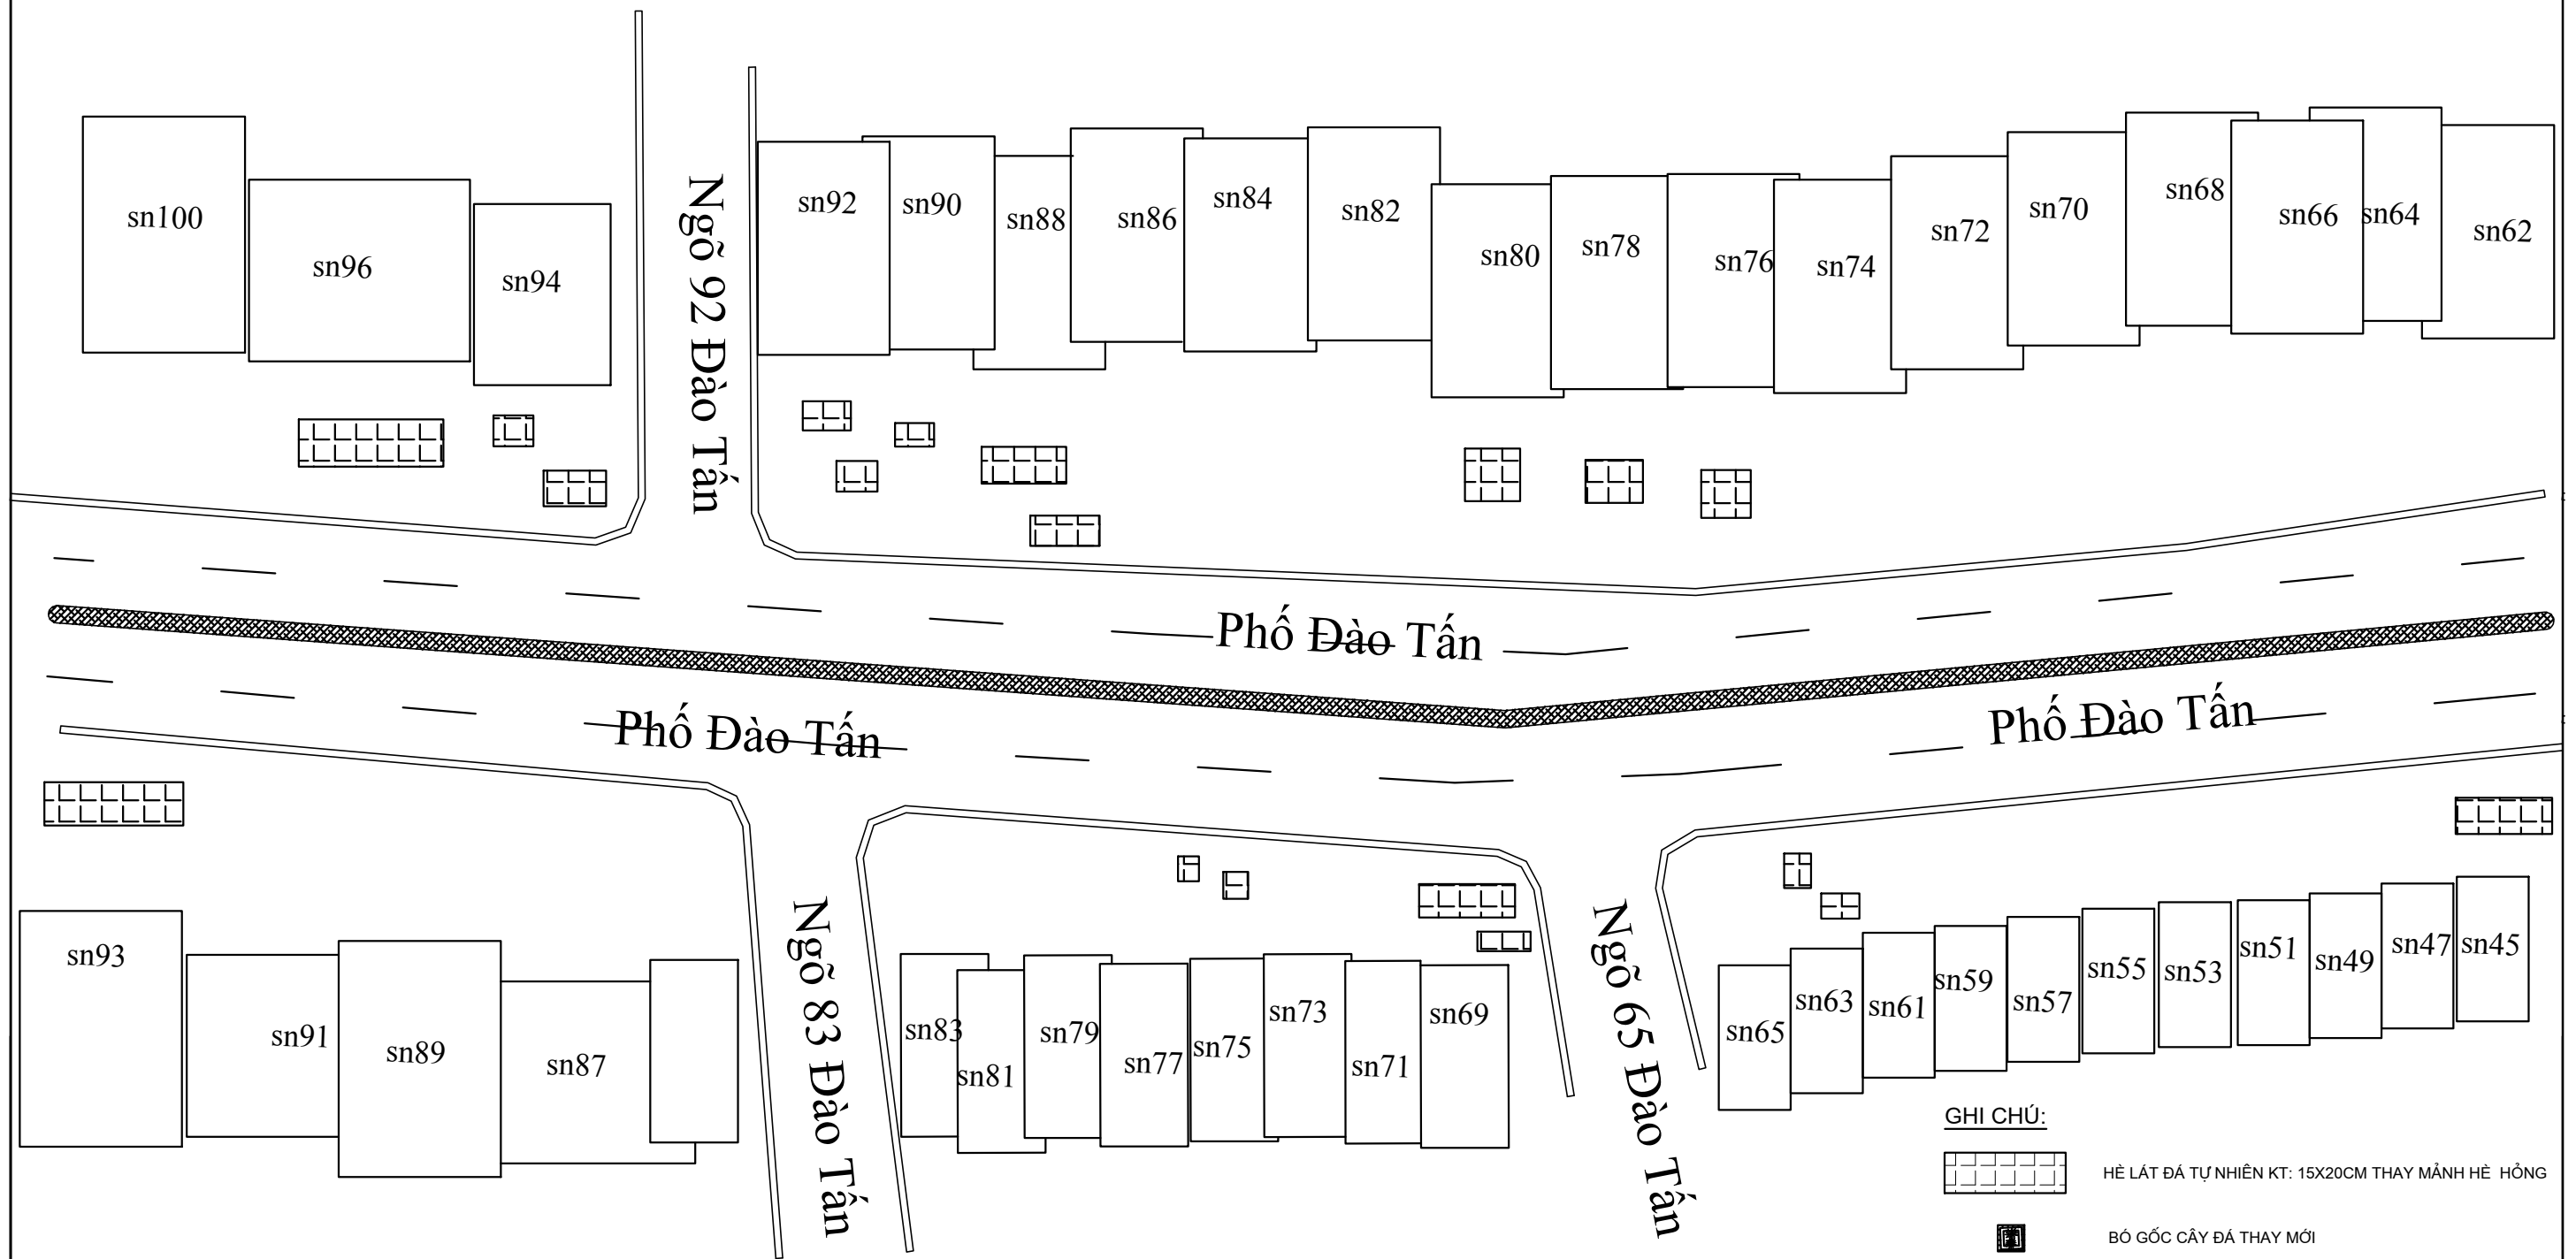 sn100
sn96
sn94
Ngõ 92 Đào Tấn
sn92
sn90
sn88
sn86
sn84
sn82
sn80
sn78
sn76
sn74
sn72
sn70
sn68
sn66
sn64
sn62
Phố Đào Tấn
Phố Đào Tấn
Phố Đào Tấn
sn93
sn91
sn89
sn87
Ngõ 83 Đào Tấn
sn83
sn81
sn79
sn77
sn75
sn73
sn71
sn69
Ngõ 65 Đào Tấn
sn65
sn63
sn61
sn59
sn57
sn55
sn53
sn51
sn49
sn47
sn45
GHI CHÚ:
HÈ LÁT ĐÁ TỰ NHIÊN KT: 15X20CM THAY MẢNH HÈ HỎNG
BÓ GỐC CÂY ĐÁ THAY MỚI